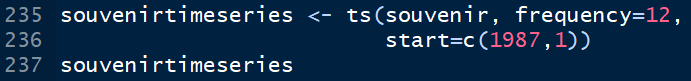 235 souvenirtimeseries <- ts(souvenir, frequency=12,
236                          start=c(1987,1))
237 souvenirtimeseries